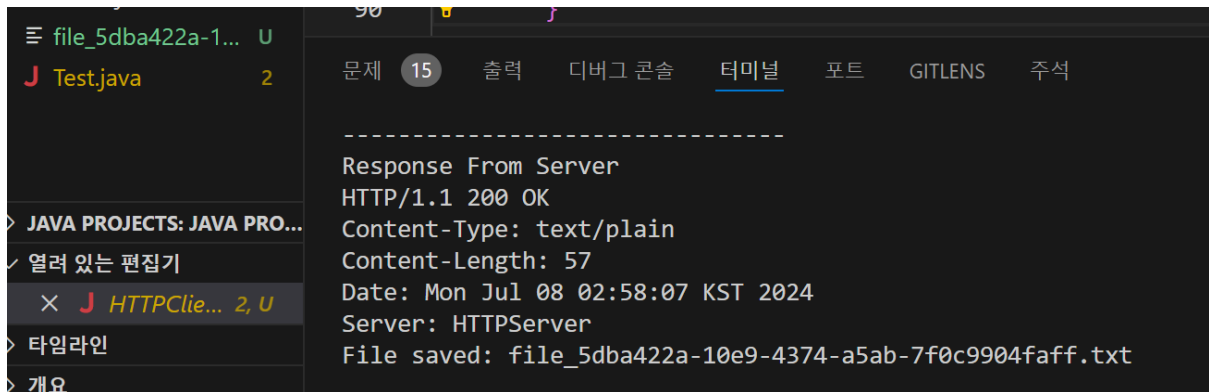 90 }
file_5dba422a-1... U
J Test.java 2
문제 15 출력 디버그 콘솔 터미널 포트 GITLENS 주석
--------------------------------
Response From Server
HTTP/1.1 200 OK
Content-Type: text/plain
Content-Length: 57
Date: Mon Jul 08 02:58:07 KST 2024
Server: HTTPServer
File saved: file_5dba422a-10e9-4374-a5ab-7f0c9904faff.txt
JAVA PROJECTS: JAVA PRO...
열려 있는 편집기
J HTTPClie... 2, U
타임라인
개요